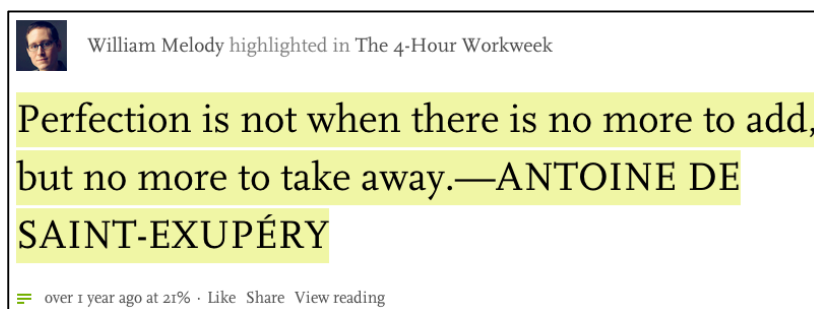 William Melody highlighted in The 4-Hour Workweek
Perfection is not when there is no more to add,
but no more to take away.—ANTOINE DE
SAINT-EXUPÉRY
over 1 year ago at 21% · Like Share View reading